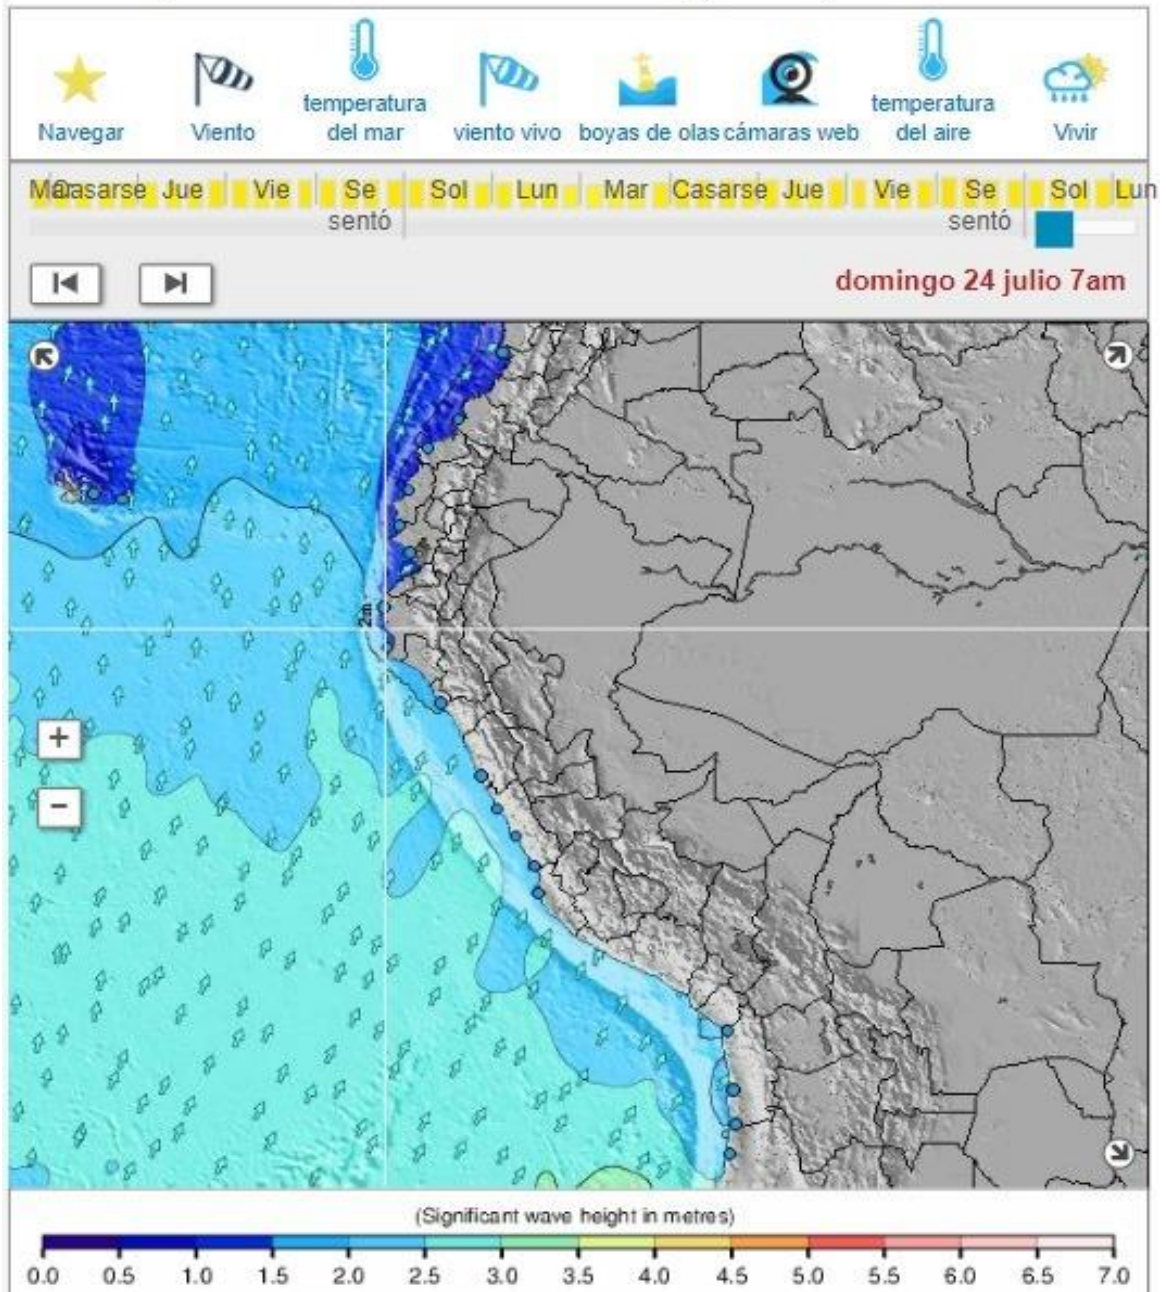 temperatura temperatura
Navegar Viento del mar viento vivo boyas de olas cámaras web del aire Vivir
Mar Casarse Jue Vie Se Sol Lun Mar Casarse Jue Vie Se Sol Lun
sentó sentó
domingo 24 julio 7am
2m
+
−
(Significant wave height in metres)
0.0 0.5 1.0 1.5 2.0 2.5 3.0 3.5 4.0 4.5 5.0 5.5 6.0 6.5 7.0